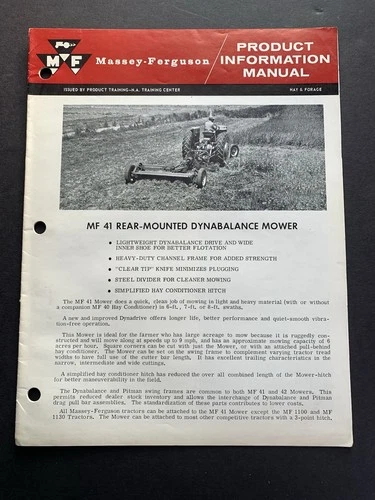 MF
Massey-Ferguson
PRODUCT
INFORMATION
MANUAL
ISSUED BY PRODUCT TRAINING-N.A. TRAINING CENTER
HAY & FORAGE
MF 41 REAR-MOUNTED DYNABALANCE MOWER
• LIGHTWEIGHT DYNABALANCE DRIVE AND WIDE
INNER SHOE FOR BETTER FLOTATION
• HEAVY-DUTY CHANNEL FRAME FOR ADDED STRENGTH
• "CLEAR TIP" KNIFE MINIMIZES PLUGGING
• STEEL DIVIDER FOR CLEANER MOWING
• SIMPLIFIED HAY CONDITIONER HITCH
The MF 41 Mower does a quick, clean job of mowing in light and heavy material (with or without
a companion MF 40 Hay Conditioner) in 6-ft., 7-ft., or 8-ft. swaths.
A new and improved Dynadrive offers longer life, better performance and quiet-smooth vibra-
tion-free operation.
This Mower is ideal for the farmer who has large acreage to mow because it is ruggedly con-
structed and will move along at speeds up to 9 mph, and has an approximate mowing capacity of 6
acres per hour. Square corners can be cut with just the Mower, or with an attached pull-behind
hay conditioner. The Mower can be set on the swing frame to complement varying tractor tread
widths to have full use of the cutter bar length. It has excellent trailing characteristics in the
narrow, intermediate and wide cuttings.
A simplified hay conditioner hitch has reduced the over all combined length of the Mower-hitch
for better maneuverability in the field.
The Dynabalance and Pitman swing frames are common to both MF 41 and 42 Mowers. This
permits reduced dealer stock inventory and allows the interchange of Dynabalance and Pitman
drag pull bar assemblies. The standardization of these parts contributes to lower costs.
All Massey-Ferguson tractors can be attached to the MF 41 Mower except the MF 1100 and MF
1130 Tractors. The Mower can be attached to most other competitive tractors with a 3-point hitch.